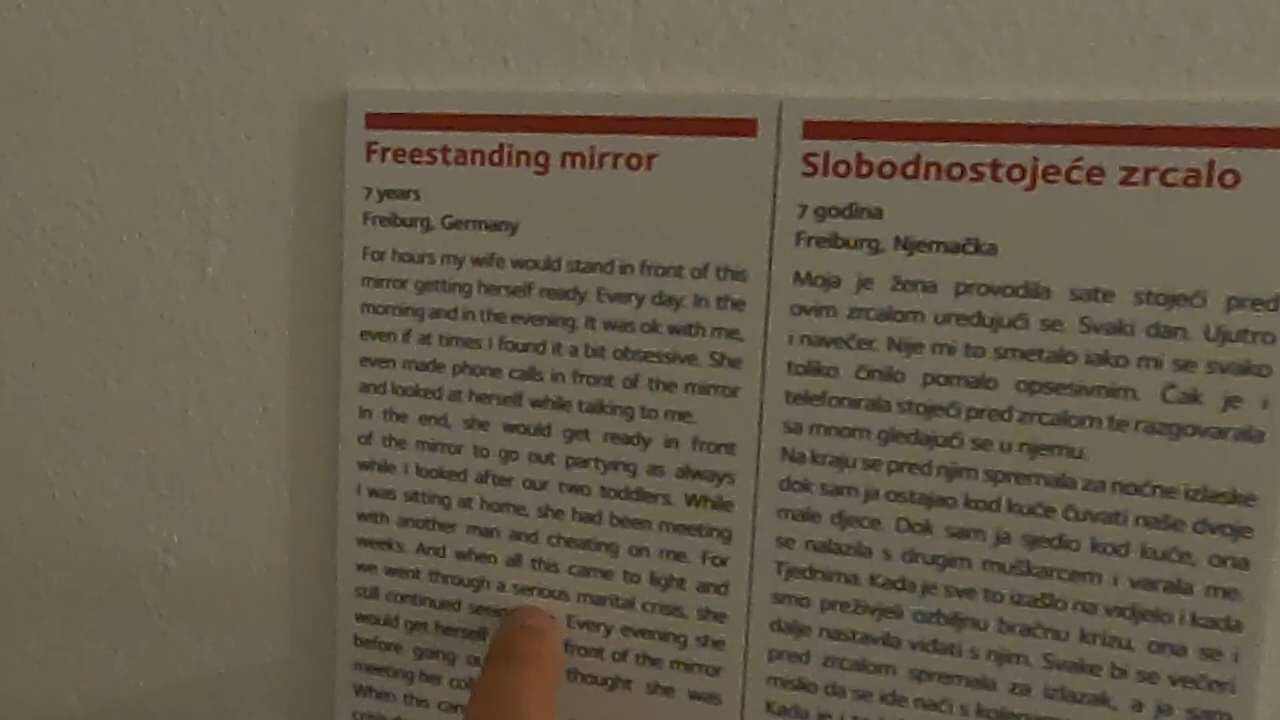 Freestanding mirror
7 years
Freiburg, Germany
For hours my wife would stand in front of this
mirror getting herself ready. Every day. In the
morning and in the evening. It was ok with me,
even if at times I found it a bit obsessive. She
even made phone calls in front of the mirror
and looked at herself while talking to me.
In the end, she would get ready in front
of the mirror to go out partying as always
while I looked after our two toddlers. While
I was sitting at home, she had been meeting
with another man and cheating on me. For
weeks. And when all this came to light and
we went through a serious marital crisis, she
still continued Every evening she
would get herself front of the mirror
before going thought she was
meeting her
When this
Slobodnostojeće zrcalo
7 godina
Freiburg, Njemačka
Moja je žena provodila sate stojeći pred
ovim zrcalom uređujući se. Svaki dan. Ujutro
i navečer. Nije mi to smetalo iako mi se svako
toliko činilo pomalo opsesivnim. Čak je i
telefonirala stojeći pred zrcalom te razgovarala
sa mnom gledajući se u njemu.
Na kraju se pred njim spremala za noćne izlaske
dok sam ja ostajao kod kuće čuvati naše dvoje
male djece. Dok sam ja sjedio kod kuće, ona
se nalazila s drugim muškarcem i varala me.
Tjednima. Kada je sve to izašlo na vidjelo i kada
smo preživjeli ozbiljnu bračnu krizu, ona se i
dalje nastavila viđati s njim. Svake bi se večeri
pred zrcalom spremala za izlazak, a ja sam
mislio da se ide naći s
Kada je i